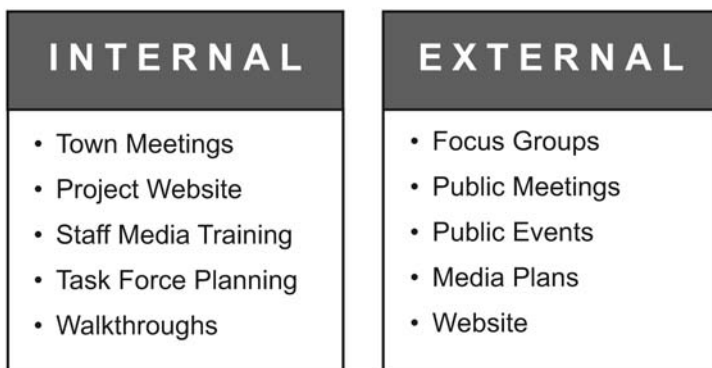 INTERNAL
• Town Meetings
• Project Website
• Staff Media Training
• Task Force Planning
• Walkthroughs
EXTERNAL
• Focus Groups
• Public Meetings
• Public Events
• Media Plans
• Website